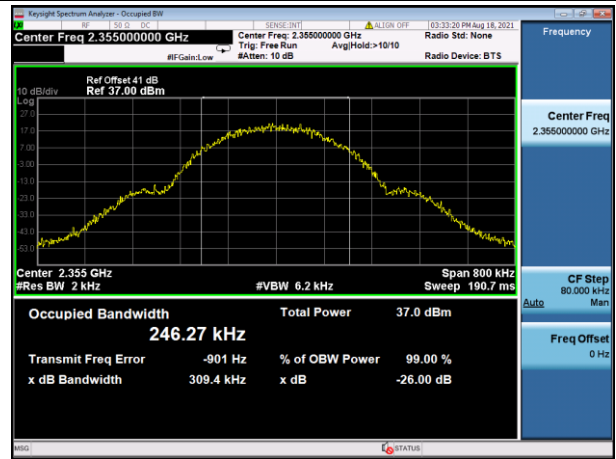 Keysight Spectrum Analyzer - Occupied BW
RF 50 Ω DC SENSE:INT ALIGN OFF 03:33:20 PM Aug 18, 2021
Center Freq 2.355000000 GHz
Center Freq: 2.355000000 GHz Radio Std: None
Trig: Free Run Avg|Hold:>10/10
#IFGain:Low #Atten: 10 dB Radio Device: BTS
Frequency
Ref Offset 41 dB
10 dB/div Ref 37.00 dBm
Log
27.0
17.0
7.00
-3.00
-13.0
-23.0
-33.0
-43.0
-53.0
Center 2.355 GHz Span 800 kHz
#Res BW 2 kHz #VBW 6.2 kHz Sweep 190.7 ms
Occupied Bandwidth Total Power 37.0 dBm
246.27 kHz
Transmit Freq Error -901 Hz % of OBW Power 99.00 %
x dB Bandwidth 309.4 kHz x dB -26.00 dB
Center Freq
2.355000000 GHz
CF Step
80.000 kHz
Auto Man
Freq Offset
0 Hz
MSG STATUS